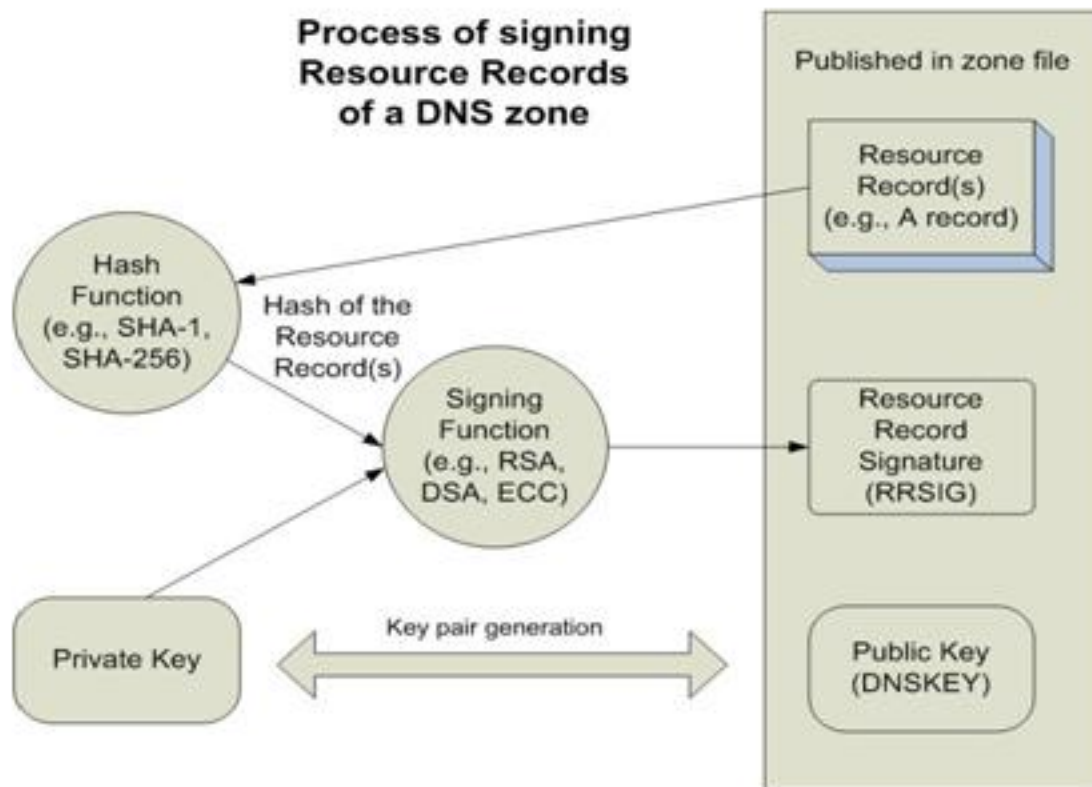 Process of signing
Resource Records
of a DNS zone
Published in zone file
Resource
Record(s)
(e.g., A record)
Hash
Function
(e.g., SHA-1,
SHA-256)
Hash of the
Resource
Record(s)
Signing
Function
(e.g., RSA,
DSA, ECC)
Resource
Record
Signature
(RRSIG)
Private Key
Key pair generation
Public Key
(DNSKEY)